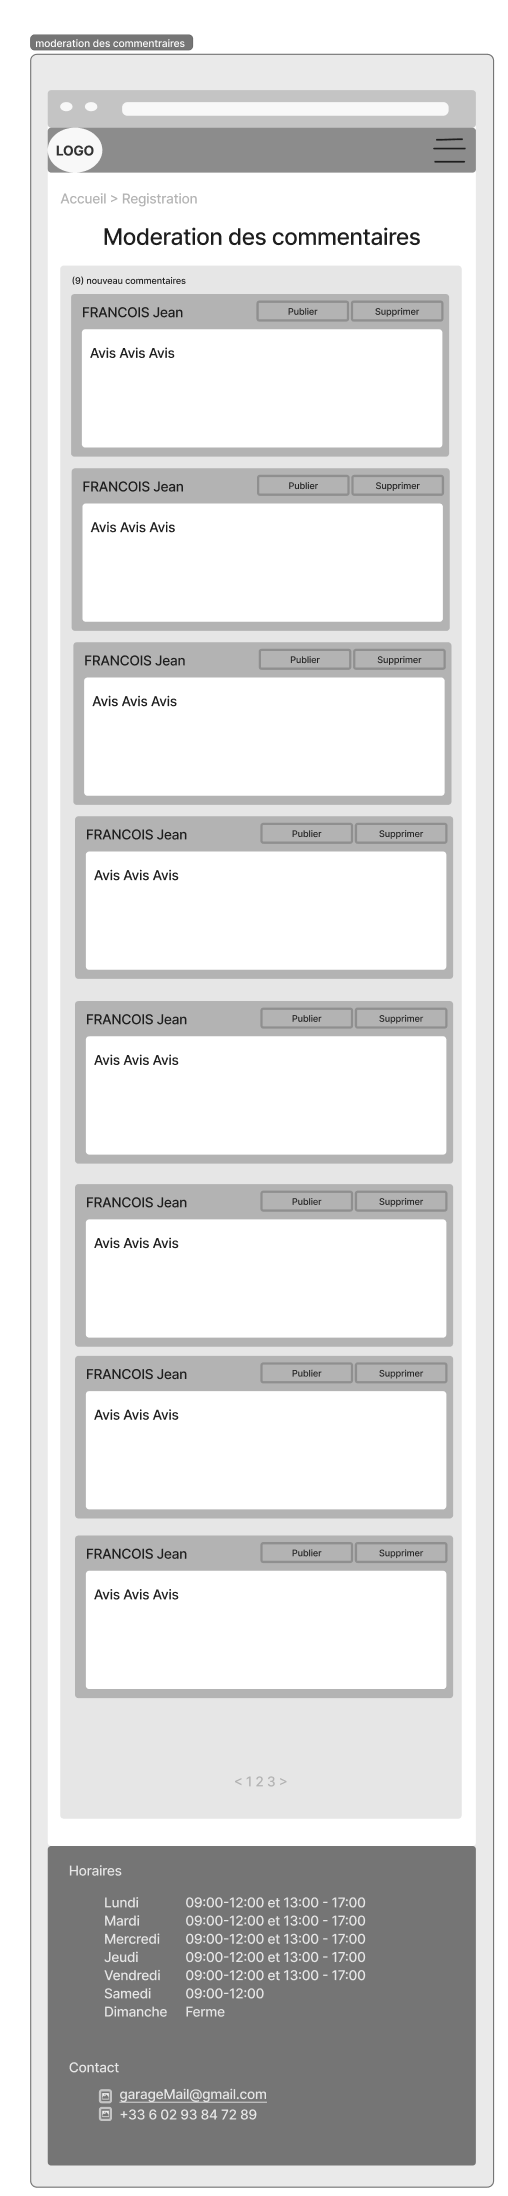 moderation des commentraires
LOGO
Accueil > Registration
Moderation des commentaires
(9) nouveau commentaires
FRANCOIS Jean Publier Supprimer
Avis Avis Avis
FRANCOIS Jean Publier Supprimer
Avis Avis Avis
FRANCOIS Jean Publier Supprimer
Avis Avis Avis
FRANCOIS Jean Publier Supprimer
Avis Avis Avis
FRANCOIS Jean Publier Supprimer
Avis Avis Avis
FRANCOIS Jean Publier Supprimer
Avis Avis Avis
FRANCOIS Jean Publier Supprimer
Avis Avis Avis
FRANCOIS Jean Publier Supprimer
Avis Avis Avis
< 1 2 3 >
Horaires
Lundi 09:00-12:00 et 13:00 - 17:00
Mardi 09:00-12:00 et 13:00 - 17:00
Mercredi 09:00-12:00 et 13:00 - 17:00
Jeudi 09:00-12:00 et 13:00 - 17:00
Vendredi 09:00-12:00 et 13:00 - 17:00
Samedi 09:00-12:00
Dimanche Ferme
Contact
garageMail@gmail.com
+33 6 02 93 84 72 89